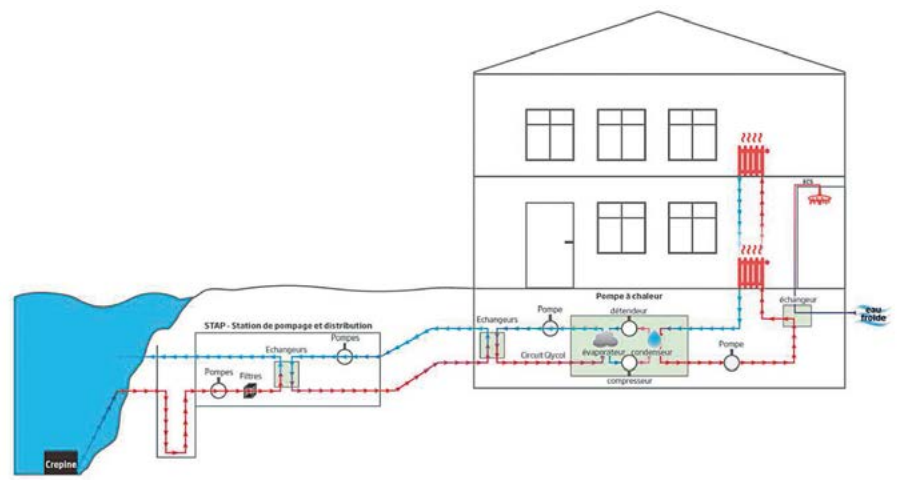 ECS
Pompe à chaleur
échangeur
détendeur
Pompe
eau
froide
Echangeurs
STAP - Station de pompage et distribution
Pompes
Echangeurs
évaporateur
condenseur
Pompe
Circuit Glycol
Pompes
Filtres
compresseur
Crepine